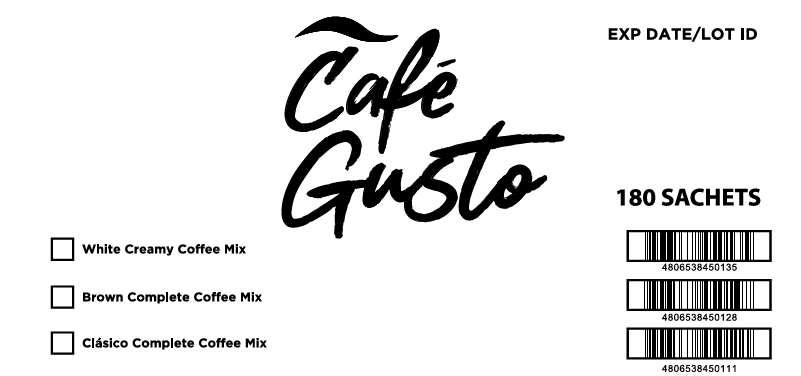 Café
Gusto
EXP DATE/LOT ID
180 SACHETS
White Creamy Coffee Mix
Brown Complete Coffee Mix
Clásico Complete Coffee Mix
4806538450135
4806538450128
4806538450111